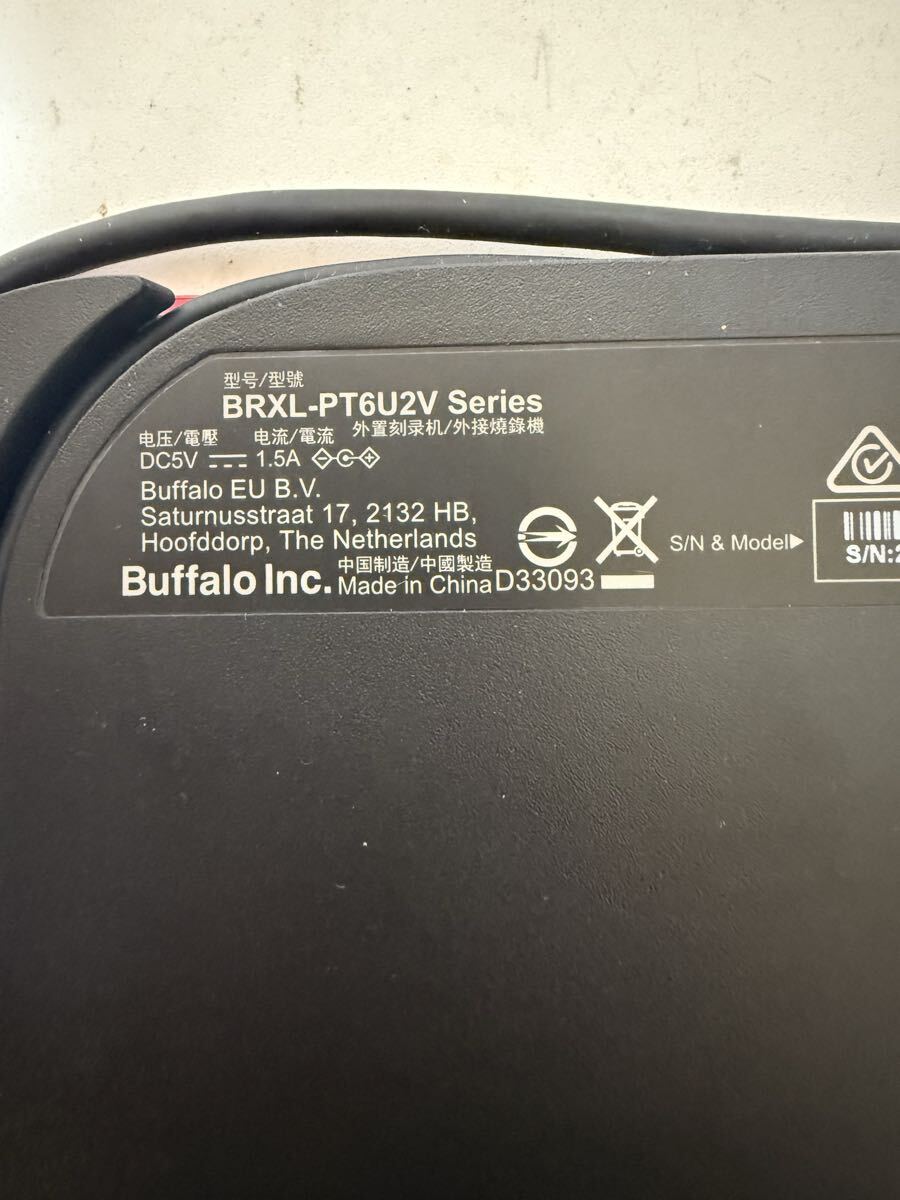 型号/型號
BRXL-PT6U2V Series
电压/電壓 电流/電流 外置刻录机/外接燒錄機
DC5V 1.5A
Buffalo EU B.V.
Saturnusstraat 17, 2132 HB,
Hoofddorp, The Netherlands
S/N & Model
S/N:2
Buffalo Inc. 中国制造/中國製造
Made in China D33093